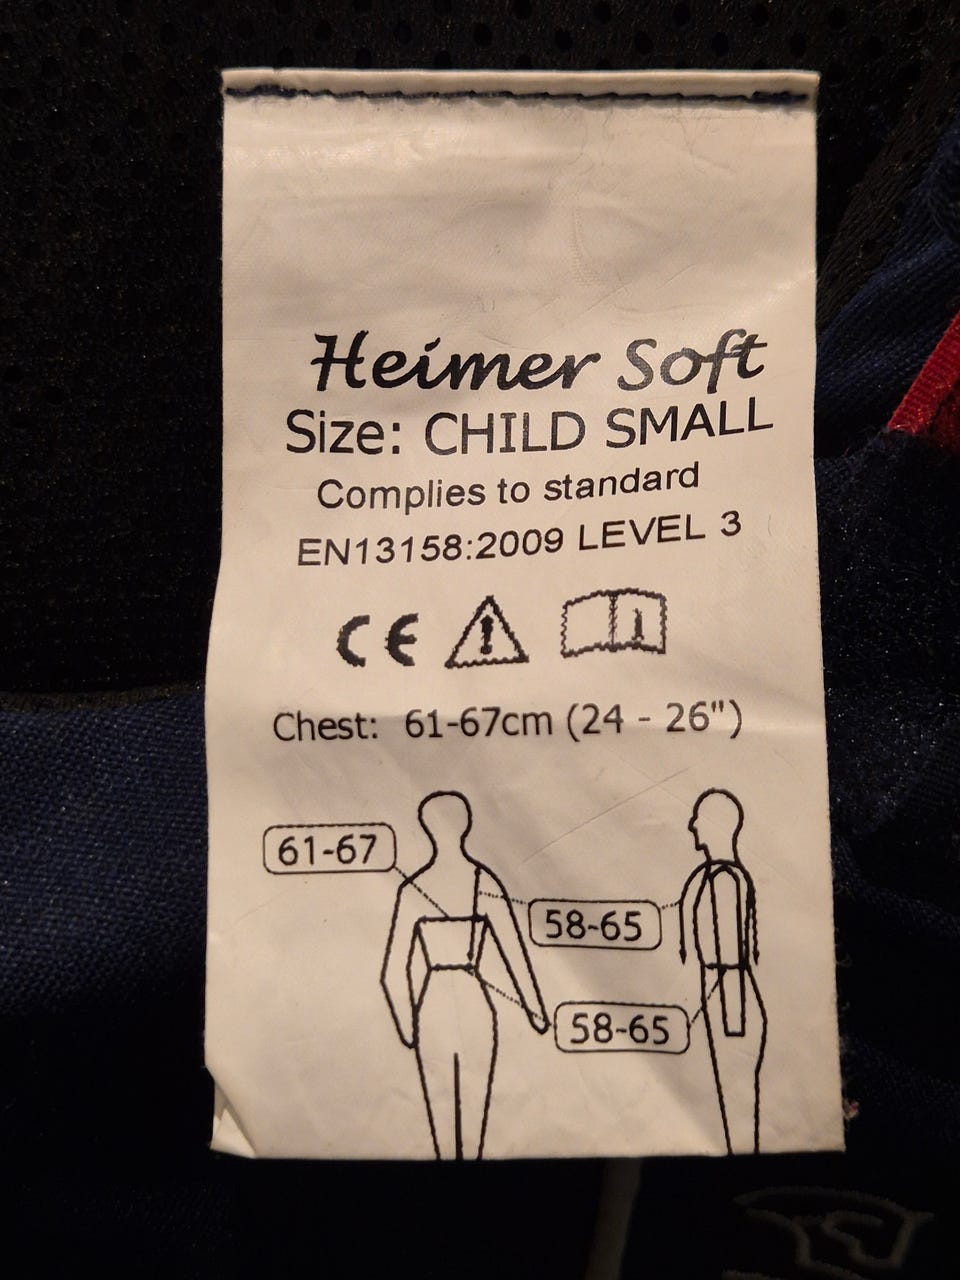 Heimer Soft
Size: CHILD SMALL
Complies to standard
EN13158:2009 LEVEL 3
CE
Chest: 61-67cm (24 - 26")
61-67
58-65
58-65